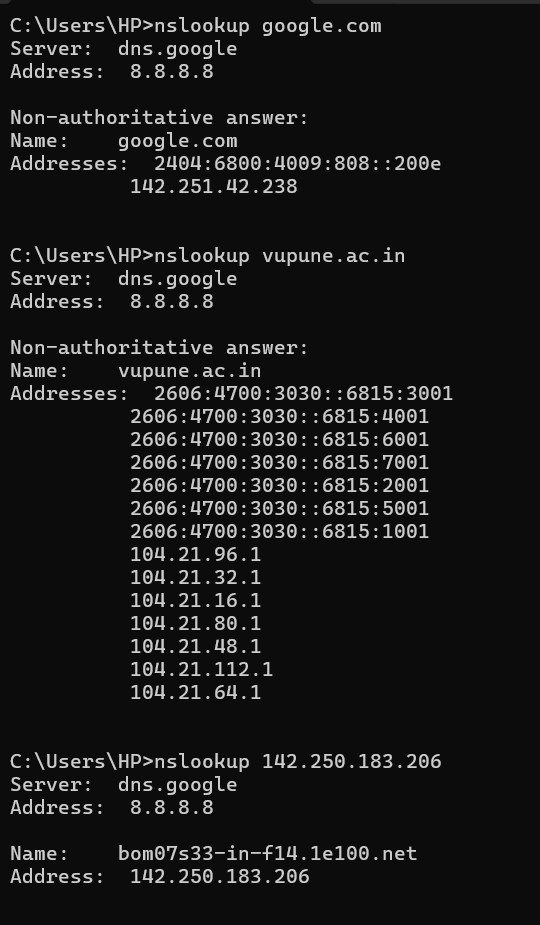 C:\Users\HP>nslookup google.com
Server:  dns.google
Address:  8.8.8.8

Non-authoritative answer:
Name:    google.com
Addresses:  2404:6800:4009:808::200e
          142.251.42.238


C:\Users\HP>nslookup vupune.ac.in
Server:  dns.google
Address:  8.8.8.8

Non-authoritative answer:
Name:    vupune.ac.in
Addresses:  2606:4700:3030::6815:3001
          2606:4700:3030::6815:4001
          2606:4700:3030::6815:6001
          2606:4700:3030::6815:7001
          2606:4700:3030::6815:2001
          2606:4700:3030::6815:5001
          2606:4700:3030::6815:1001
          104.21.96.1
          104.21.32.1
          104.21.16.1
          104.21.80.1
          104.21.48.1
          104.21.112.1
          104.21.64.1


C:\Users\HP>nslookup 142.250.183.206
Server:  dns.google
Address:  8.8.8.8

Name:    bom07s33-in-f14.1e100.net
Address:  142.250.183.206